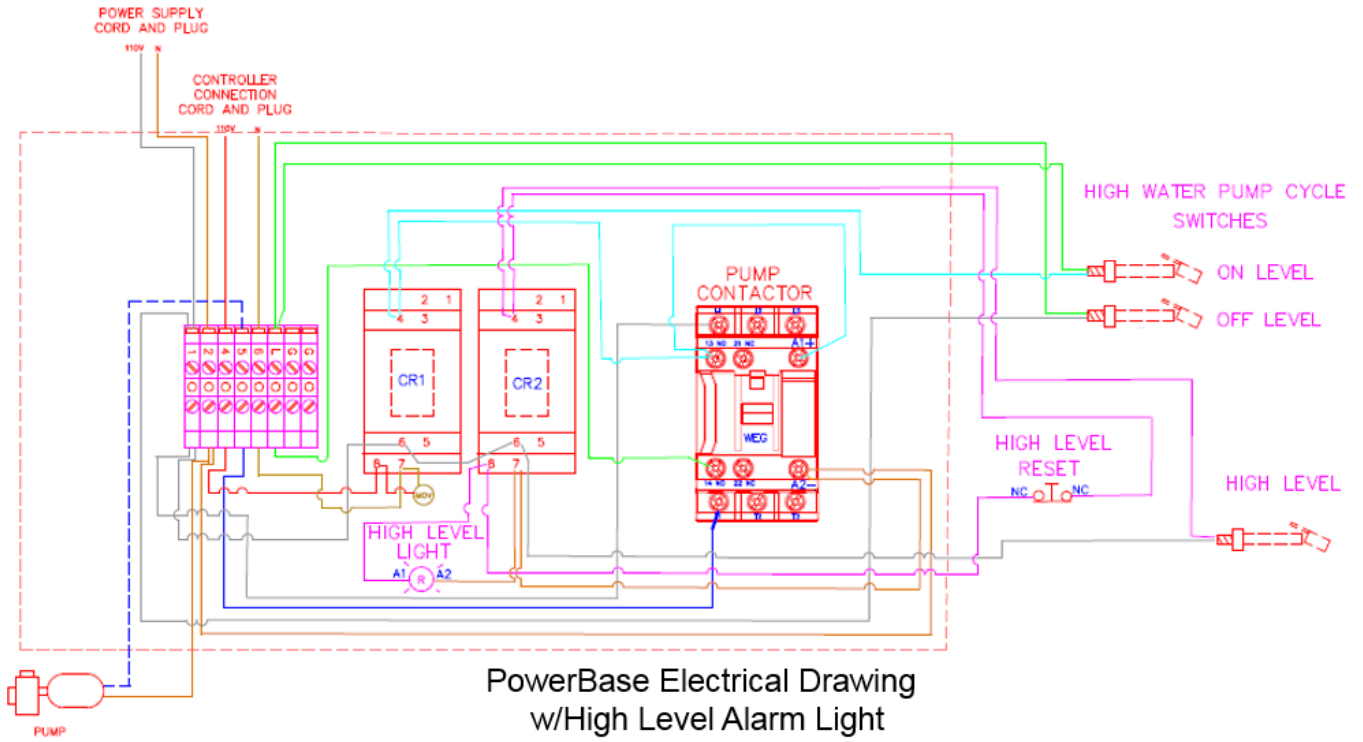 POWER SUPPLY
CORD AND PLUG
110V N
CONTROLLER
CONNECTION
CORD AND PLUG
110V N
HIGH WATER PUMP CYCLE
SWITCHES
ON LEVEL
OFF LEVEL
PUMP
CONTACTOR
2 1
4 3
2 1
4 3
13 NO 21 NC A1+
1 2 4 5 6 L G G
CR1
CR2
WEG
6 5
8 7
6 5
8 7
14 NO 22 NC A2-
T2 T3
MOV
HIGH LEVEL
RESET
NC NC
HIGH LEVEL
HIGH LEVEL
LIGHT
A1 R A2
PowerBase Electrical Drawing
w/High Level Alarm Light
PUMP